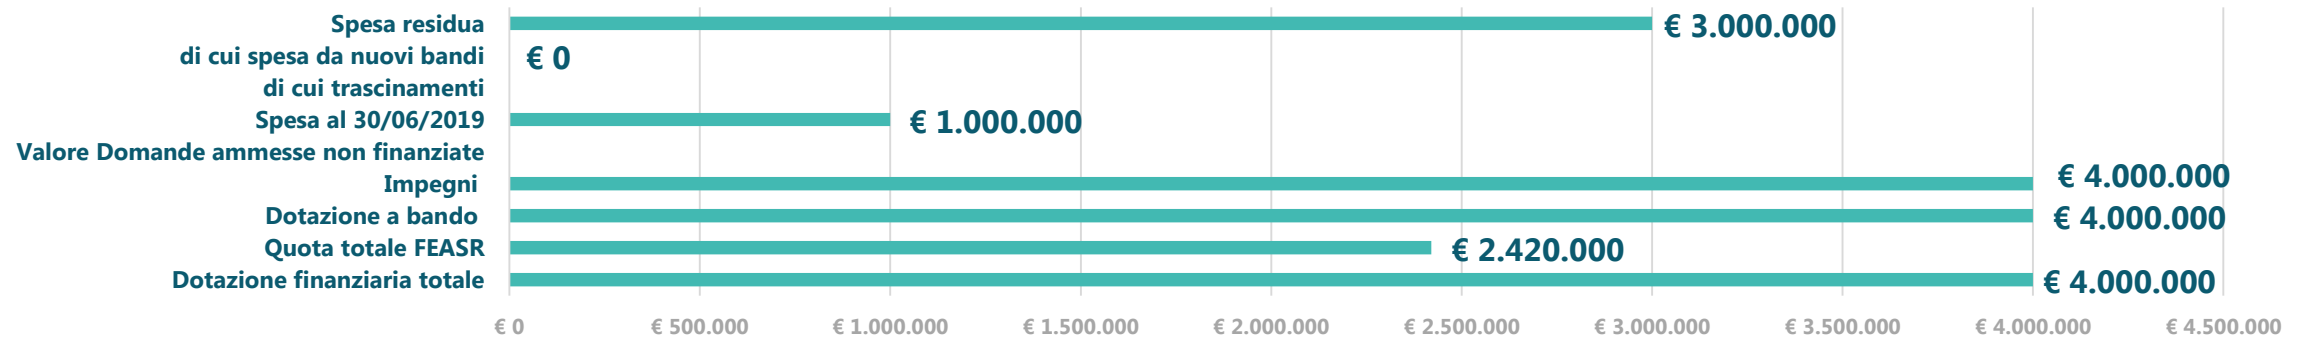 Spesa residua € 3.000.000
di cui spesa da nuovi bandi € 0
di cui trascinamenti
Spesa al 30/06/2019 € 1.000.000
Valore Domande ammesse non finanziate
Impegni € 4.000.000
Dotazione a bando € 4.000.000
Quota totale FEASR € 2.420.000
Dotazione finanziaria totale € 4.000.000
€ 0 € 500.000 € 1.000.000 € 1.500.000 € 2.000.000 € 2.500.000 € 3.000.000 € 3.500.000 € 4.000.000 € 4.500.000